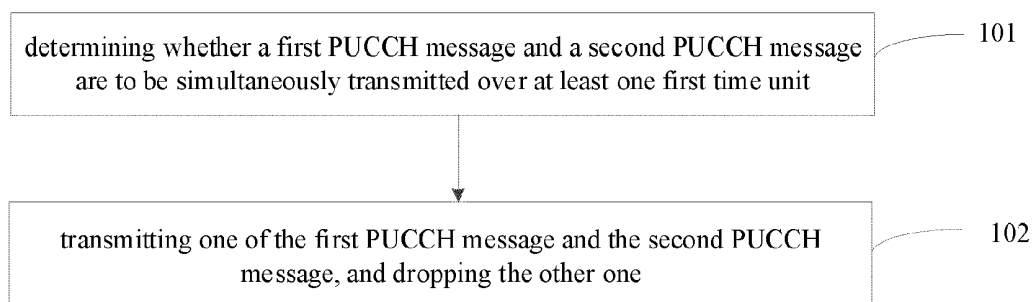 determining whether a first PUCCH message and a second PUCCH message
are to be simultaneously transmitted over at least one first time unit
101
transmitting one of the first PUCCH message and the second PUCCH
message, and dropping the other one
102